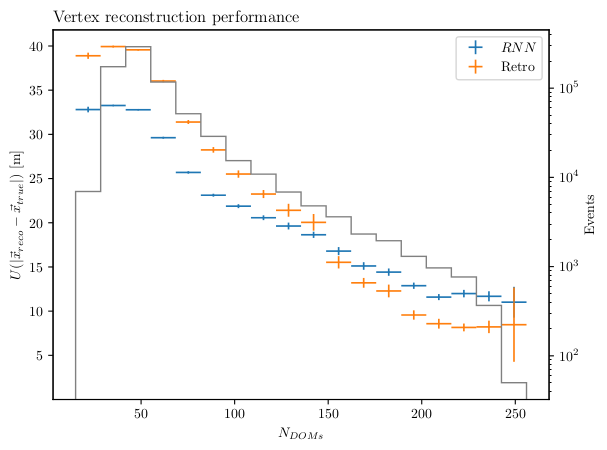 Vertex reconstruction performance
RNN
Retro
U(|x⃗_reco − x⃗_true|) [m]
40
35
30
25
20
15
10
5
10^5
10^4
10^3
10^2
Events
50
100
150
200
250
N_DOMs